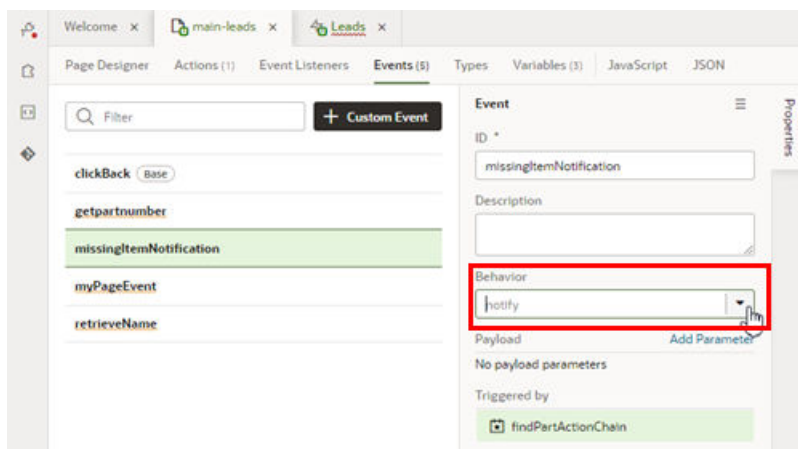 Welcome × main-leads × Leads ×
Page Designer Actions (1) Event Listeners Events (5) Types Variables (3) JavaScript JSON
Filter + Custom Event
clickBack Base
getpartnumber
missingItemNotification
myPageEvent
retrieveName
Event
ID *
missingItemNotification
Description
Behavior
notify
Payload Add Parameter
No payload parameters
Triggered by
findPartActionChain
Properties